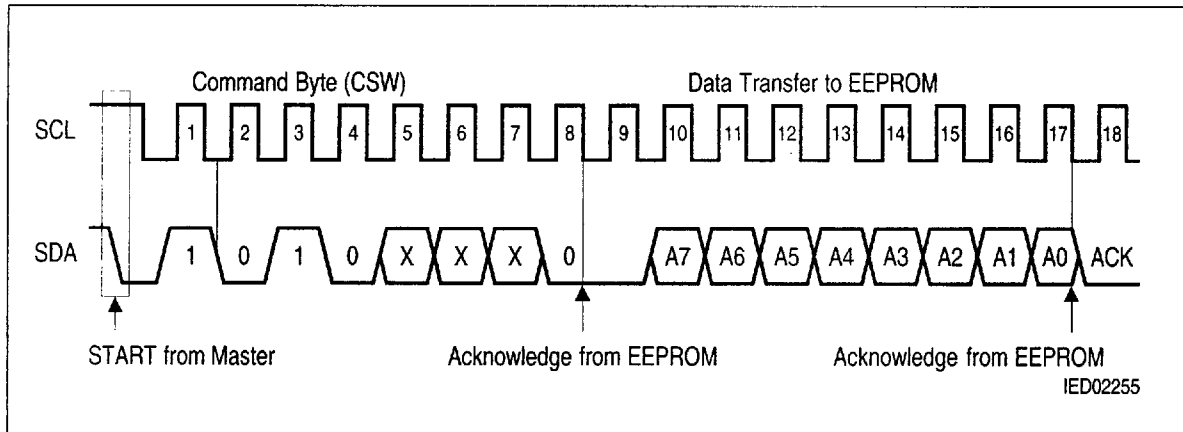 Command Byte (CSW) Data Transfer to EEPROM
SCL 1 2 3 4 5 6 7 8 9 10 11 12 13 14 15 16 17 18
SDA 1 0 1 0 X X X 0 A7 A6 A5 A4 A3 A2 A1 A0 ACK
START from Master Acknowledge from EEPROM Acknowledge from EEPROM
IED02255